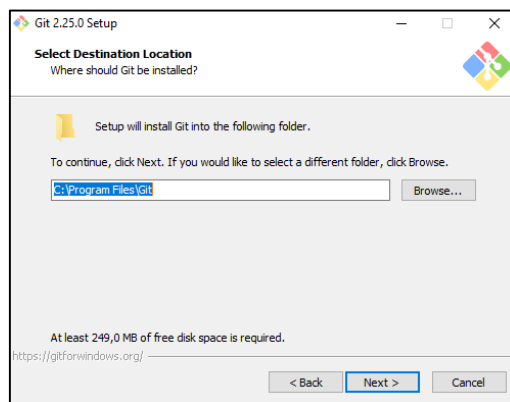 Git 2.25.0 Setup
Select Destination Location
Where should Git be installed?
Setup will install Git into the following folder.
To continue, click Next. If you would like to select a different folder, click Browse.
C:\Program Files\Git
Browse...
At least 249,0 MB of free disk space is required.
https://gitforwindows.org/
< Back
Next >
Cancel